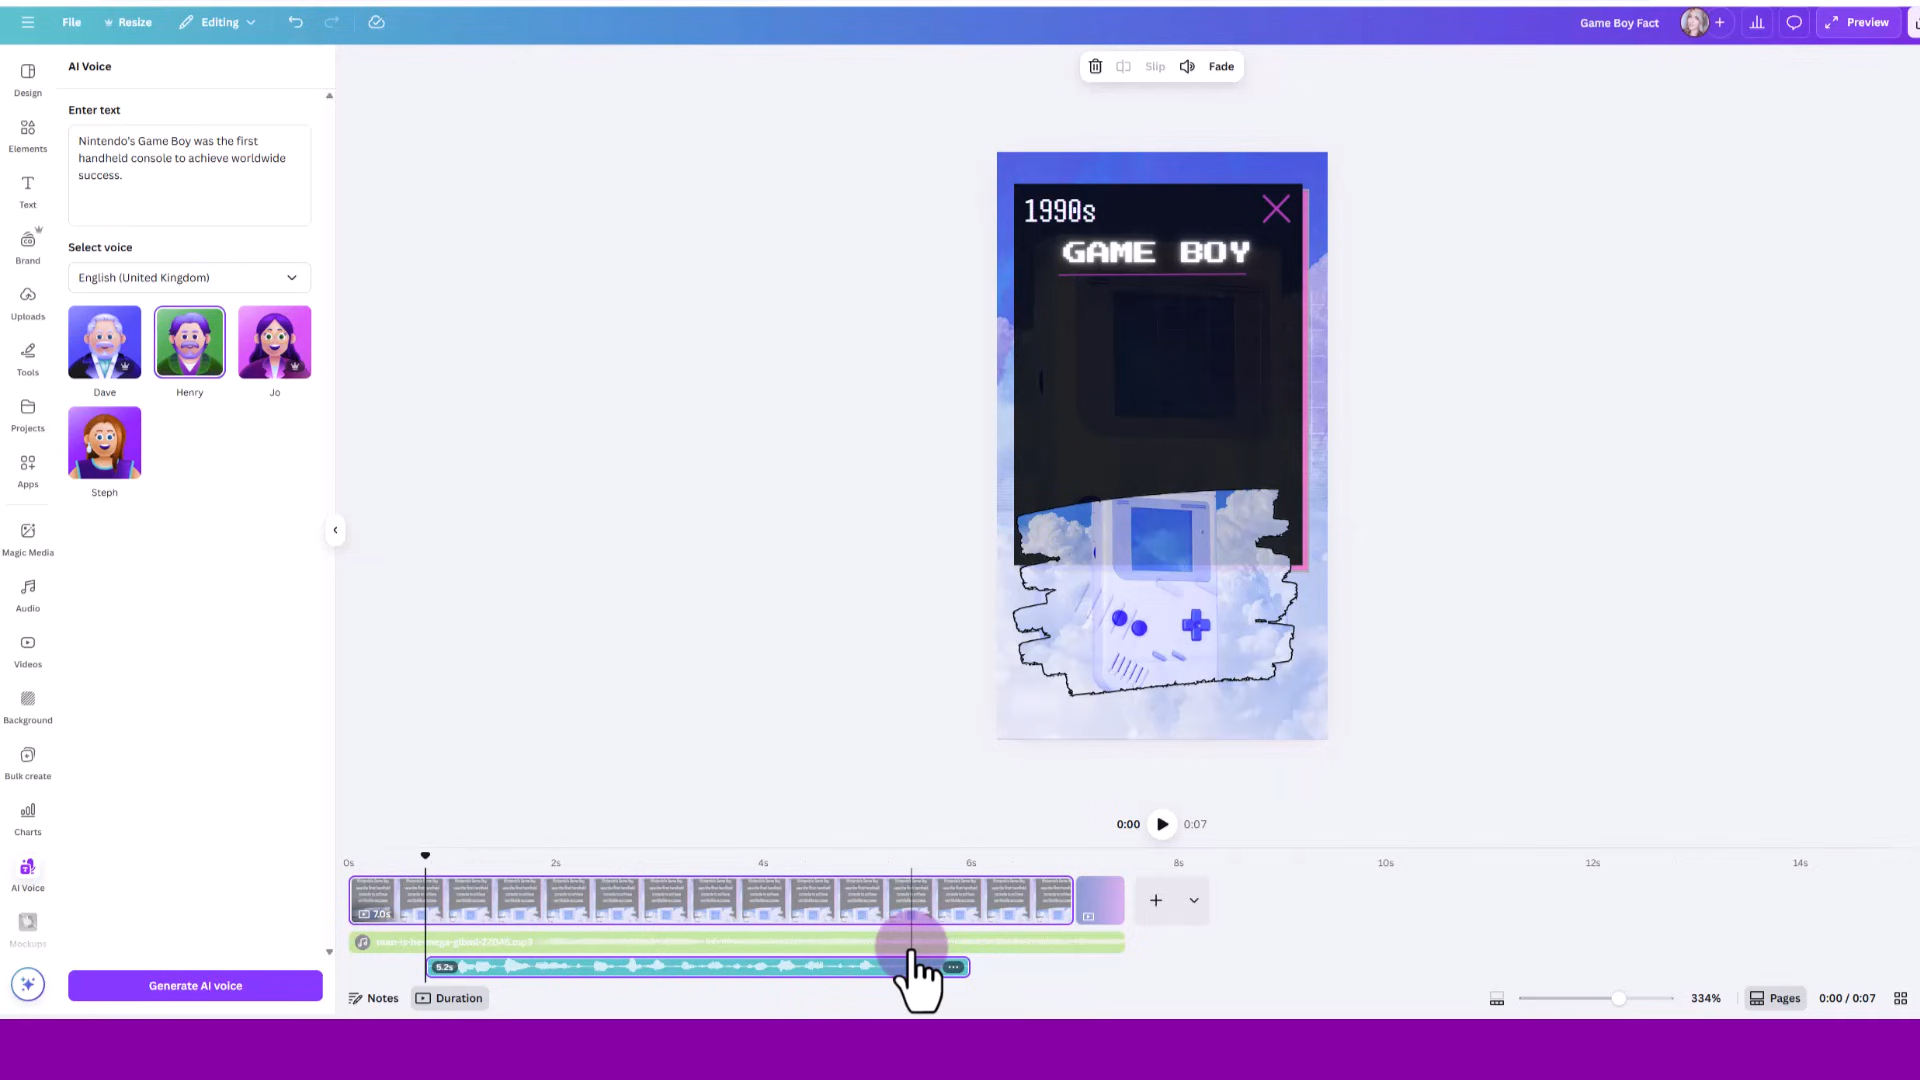 File
Resize
Editing
Game Boy Fact
Preview
Design
Elements
Text
Brand
Uploads
Tools
Projects
Apps
Magic Media
Audio
Videos
Background
Bulk create
Charts
AI Voice
Mockups
AI Voice
Enter text
Nintendo's Game Boy was the first
handheld console to achieve worldwide
success.
Select voice
English (United Kingdom)
Dave
Henry
Jo
Steph
Generate AI voice
Slip
Fade
1990s
GAME BOY
0:00
0:07
0s
2s
4s
6s
8s
10s
12s
14s
7.0s
5.2s
Notes
Duration
334%
Pages
0:00 / 0:07